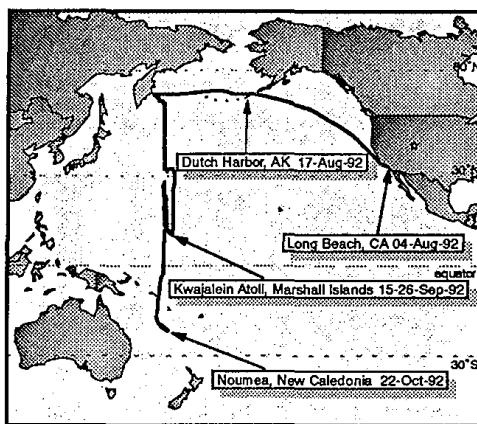 60°N
Dutch Harbor, AK 17-Aug-92
30°N
Long Beach, CA 04-Aug-92
equator
Kwajalein Atoll, Marshall Islands 15-26-Sep-92
30°S
Noumea, New Caledonia 22-Oct-92